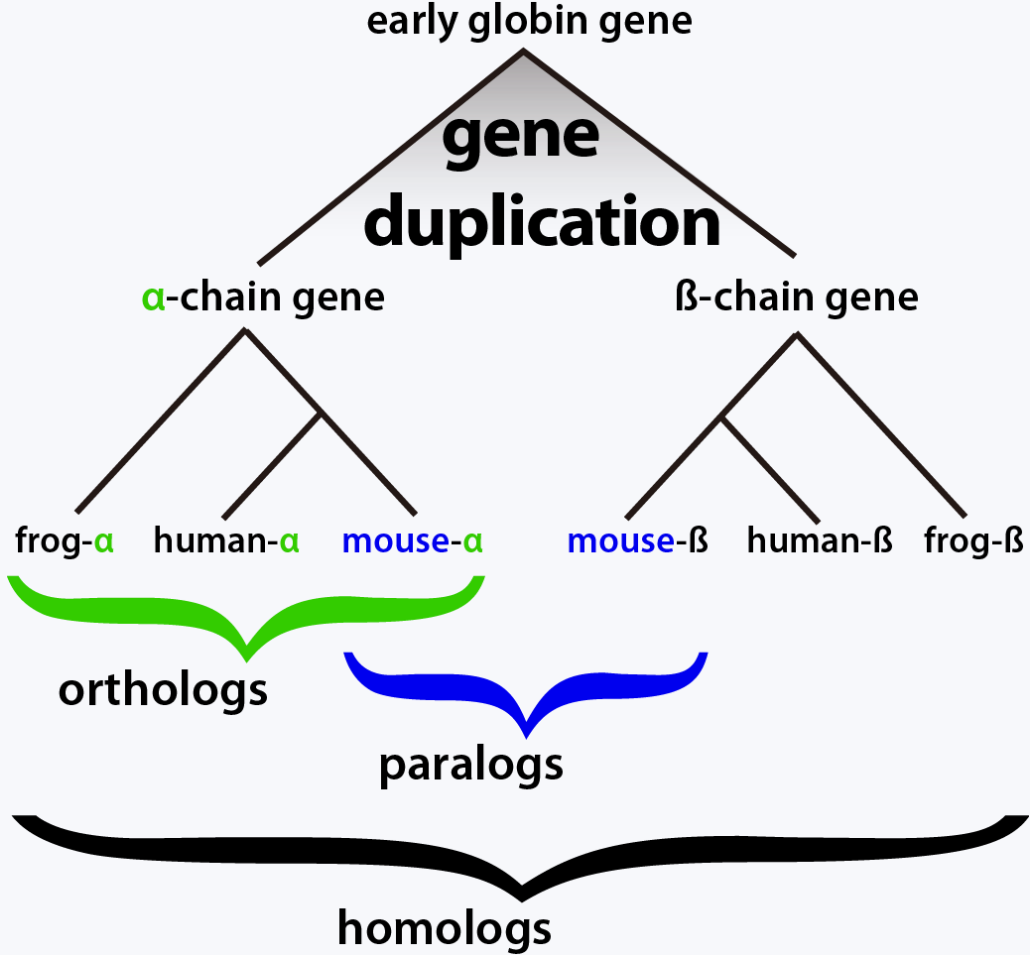 early globin gene
gene
duplication
α-chain gene
ß-chain gene
frog-α
human-α
mouse-α
mouse-ß
human-ß
frog-ß
orthologs
paralogs
homologs